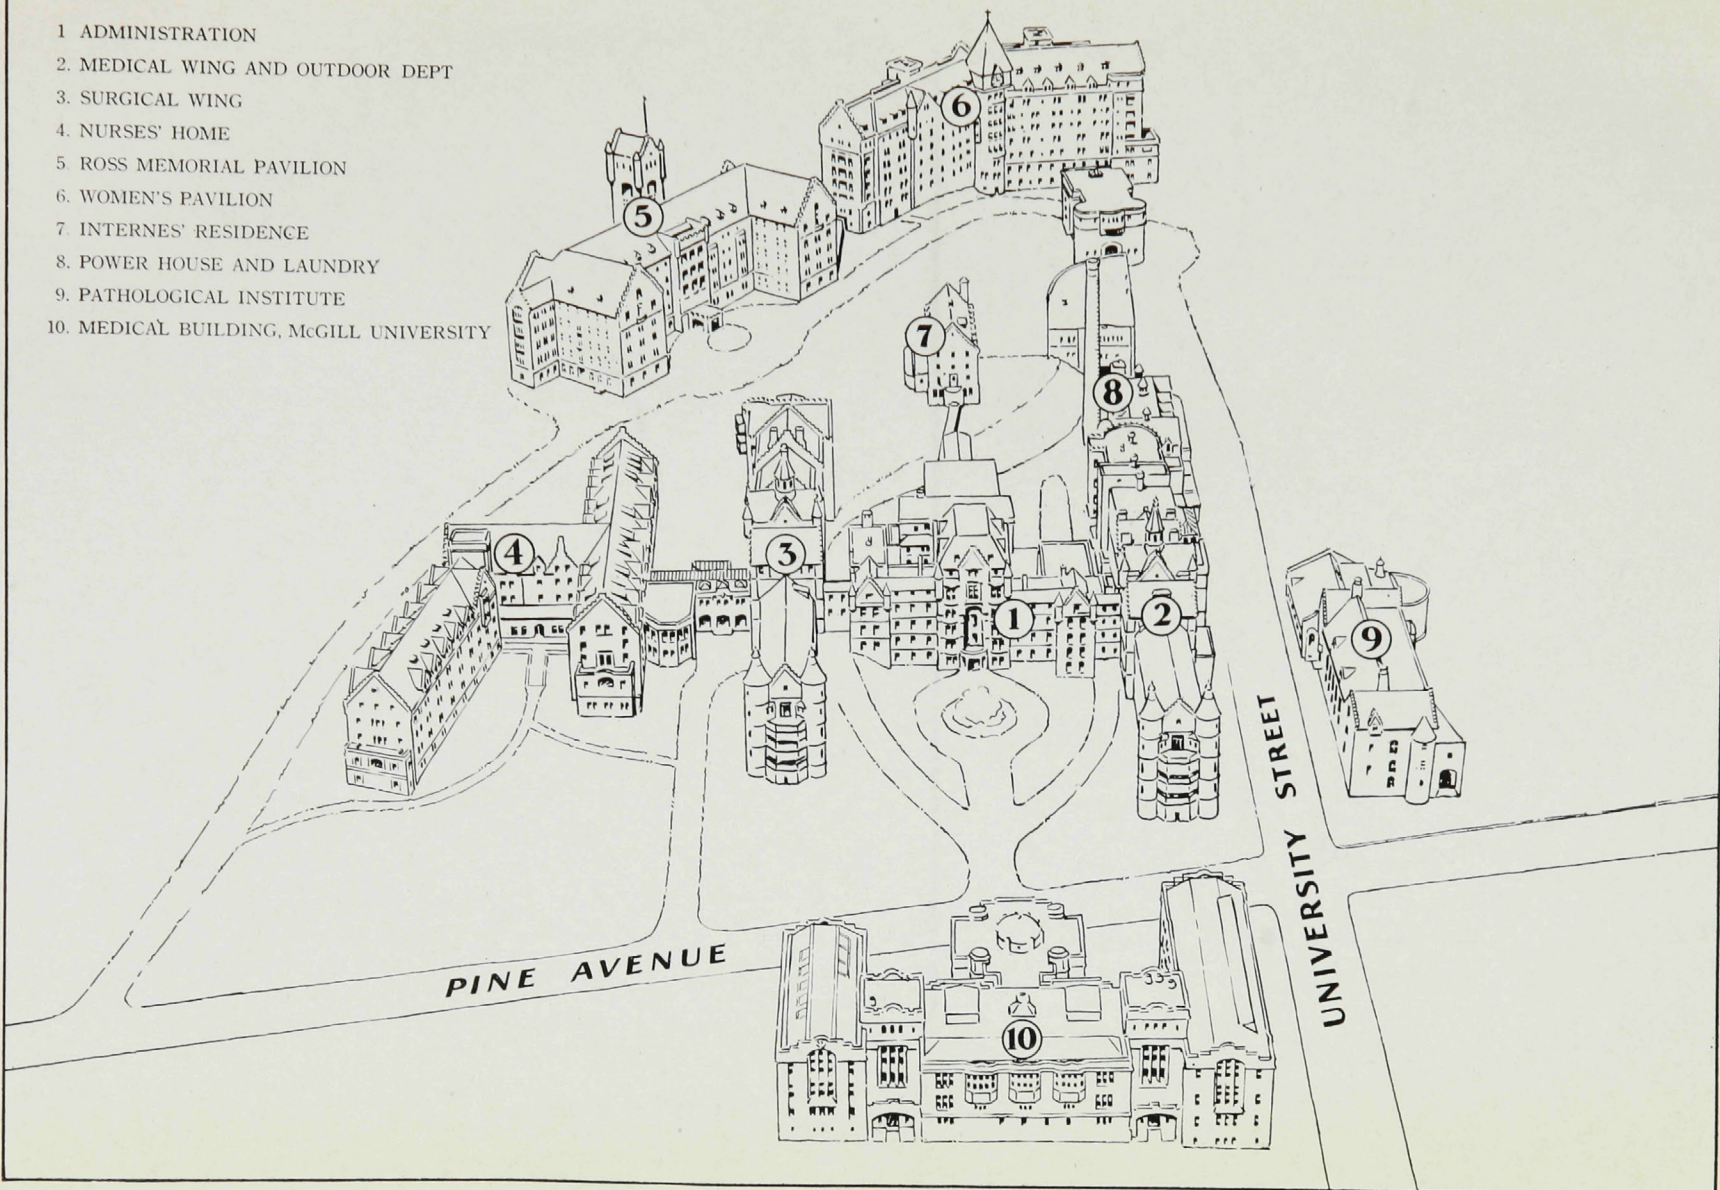 1 ADMINISTRATION
2. MEDICAL WING AND OUTDOOR DEPT
3. SURGICAL WING
4. NURSES' HOME
5 ROSS MEMORIAL PAVILION
6. WOMEN'S PAVILION
7 INTERNES' RESIDENCE
8. POWER HOUSE AND LAUNDRY
9. PATHOLOGICAL INSTITUTE
10. MEDICAL BUILDING, McGILL UNIVERSITY
6
5
7
8
4
3
1
2
9
UNIVERSITY STREET
PINE AVENUE
10